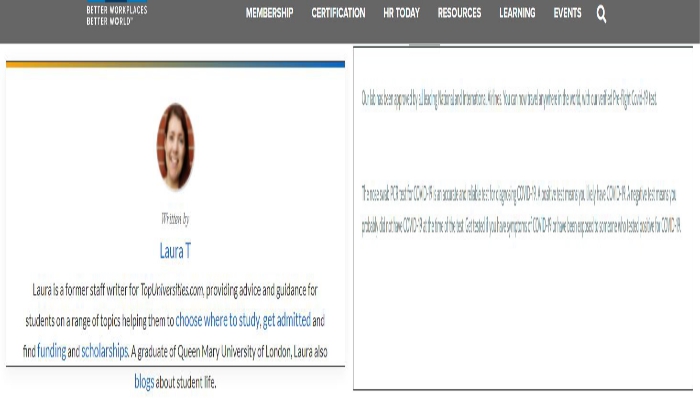 BETTER WORKPLACES
BETTER WORLD™
MEMBERSHIP CERTIFICATION HR TODAY RESOURCES LEARNING EVENTS
Written by
Laura T
Laura is a former staff writer for TopUniversities.com, providing advice and guidance for
students on a range of topics helping them to choose where to study, get admitted and
find funding and scholarships. A graduate of Queen Mary University of London, Laura also
blogs about student life.
Our lab has been approved by all leading National and International Airlines. You can now travel anywhere in the world, with our verified Pre-flight Covid-19 test.
The nose swab PCR test for COVID-19 is an accurate and reliable test for diagnosing COVID-19. A positive test means you likely have COVID-19. A negative test means you
probably did not have COVID-19 at the time of the test. Get tested if you have symptoms of COVID-19 or have been exposed to someone who tested positive for COVID-19.